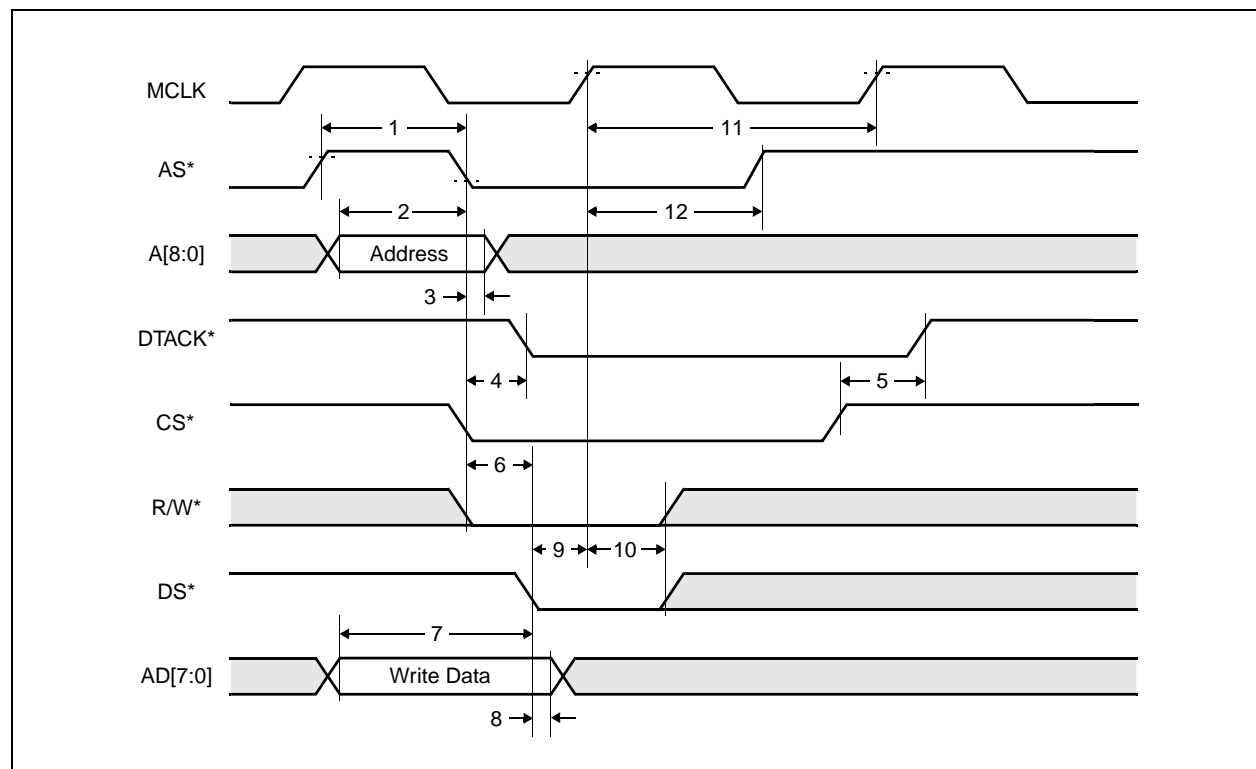 MCLK
1
11
AS*
2
12
A[8:0]
Address
3
DTACK*
4
5
CS*
6
R/W*
9
10
DS*
7
AD[7:0]
Write Data
8